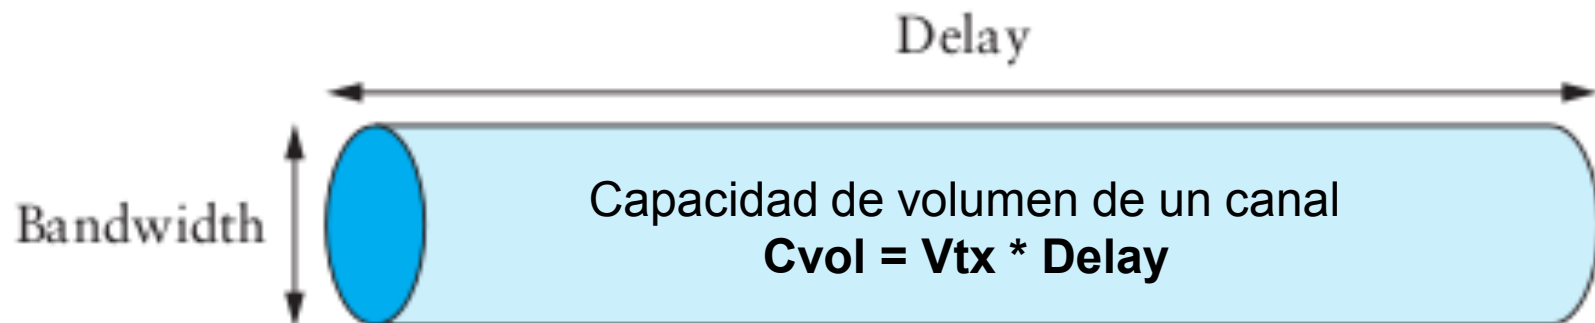 Delay
Bandwidth
Capacidad de volumen de un canal
Cvol = Vtx * Delay